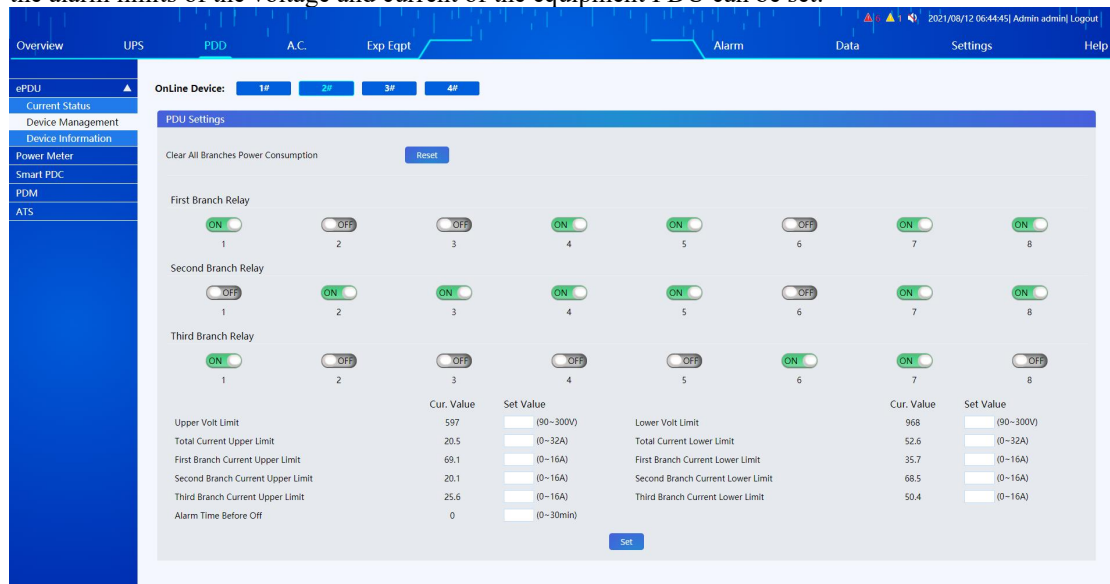 the alarm limits of the voltage and current of the equipment PDU can be set.
6 1 2021/08/12 06:44:45| Admin admin| Logout
Overview UPS PDD A.C. Exp Eqpt Alarm Data Settings Help
ePDU
Current Status
Device Management
Device Information
Power Meter
Smart PDC
PDM
ATS
OnLine Device: 1# 2# 3# 4#
PDU Settings
Clear All Branches Power Consumption Reset
First Branch Relay
ON OFF OFF ON ON OFF ON ON
1 2 3 4 5 6 7 8
Second Branch Relay
OFF ON ON ON ON OFF ON ON
1 2 3 4 5 6 7 8
Third Branch Relay
ON OFF OFF OFF OFF ON ON OFF
1 2 3 4 5 6 7 8
Cur. Value Set Value Cur. Value Set Value
Upper Volt Limit 597 (90~300V) Lower Volt Limit 968 (90~300V)
Total Current Upper Limit 20.5 (0~32A) Total Current Lower Limit 52.6 (0~32A)
First Branch Current Upper Limit 69.1 (0~16A) First Branch Current Lower Limit 35.7 (0~16A)
Second Branch Current Upper Limit 20.1 (0~16A) Second Branch Current Lower Limit 68.5 (0~16A)
Third Branch Current Upper Limit 25.6 (0~16A) Third Branch Current Lower Limit 50.4 (0~16A)
Alarm Time Before Off 0 (0~30min)
Set